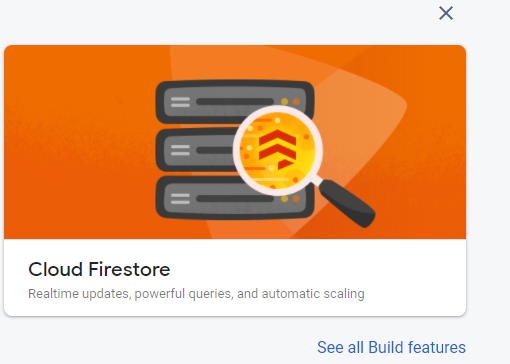 Cloud Firestore
Realtime updates, powerful queries, and automatic scaling
See all Build features